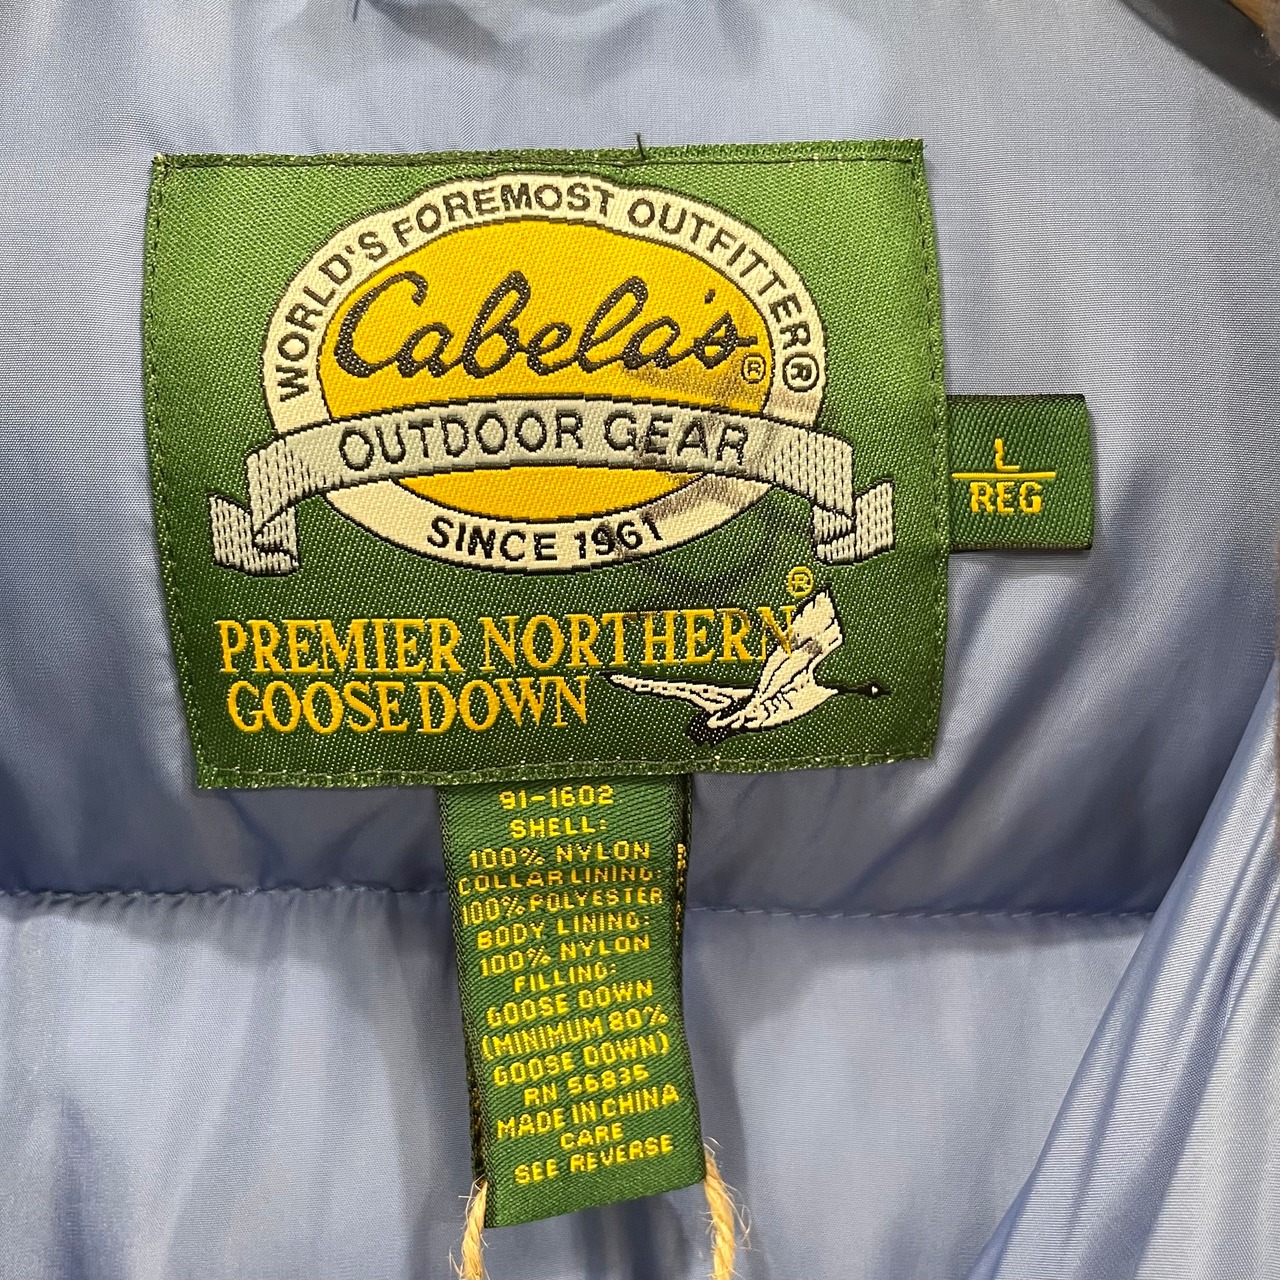 WORLD'S FOREMOST OUTFITTER®
Cabela's®
OUTDOOR GEAR
SINCE 1961
PREMIER NORTHERN®
GOOSE DOWN
L
REG
91-1602
SHELL:
100% NYLON
COLLAR LINING:
100% POLYESTER
BODY LINING:
100% NYLON
FILLING:
GOOSE DOWN
(MINIMUM 80%
GOOSE DOWN)
RN 56835
MADE IN CHINA
CARE
SEE REVERSE